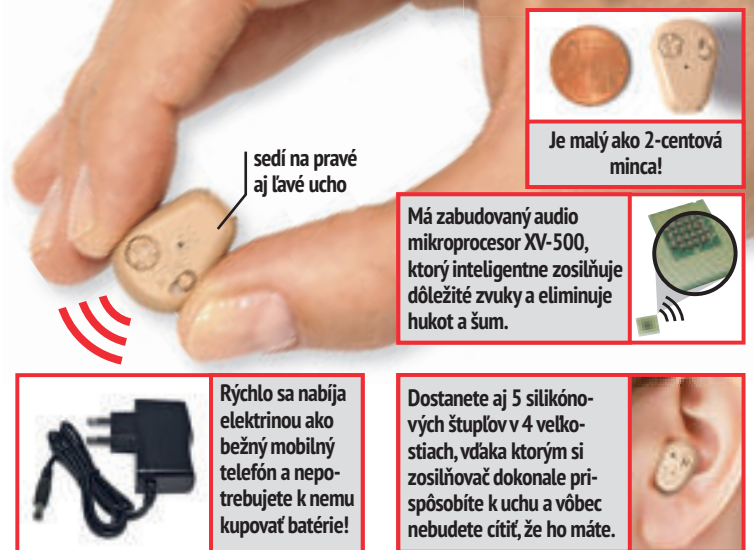 Je malý ako 2-centová
minca!
sedí na pravé
aj ľavé ucho
Má zabudovaný audio
mikroprocesor XV-500,
ktorý inteligentne zosilňuje
dôležité zvuky a eliminuje
hukot a šum.
Rýchlo sa nabíja
elektrinou ako
bežný mobilný
telefón a nepo-
trebujete k nemu
kupovať batérie!
Dostanete aj 5 silikóno-
vých štupľov v 4 veľko-
stiach, vďaka ktorým si
zosilňovač dokonale pri-
spôsobíte k uchu a vôbec
nebudete cítiť, že ho máte.